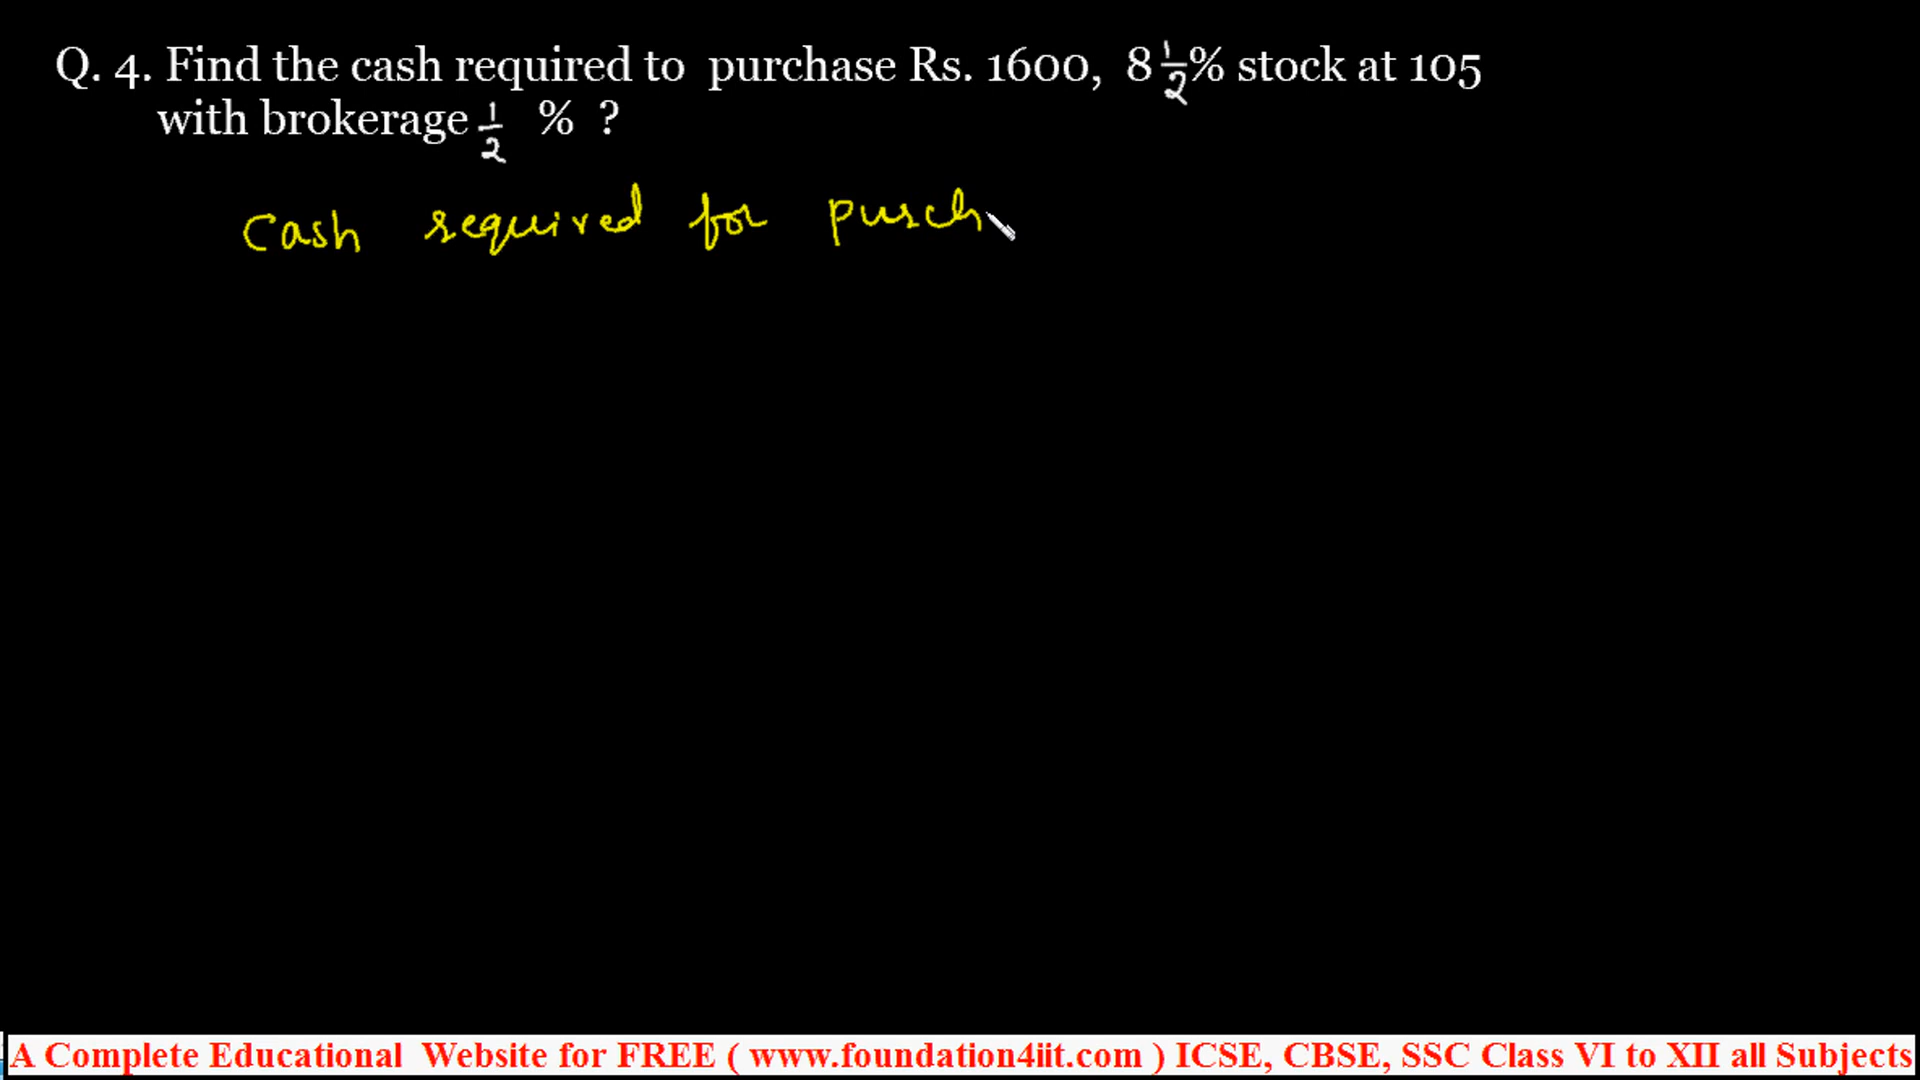 Q. 4. Find the cash required to purchase Rs. 1600, 8 1/2 % stock at 105
with brokerage 1/2 % ?
Cash required for purch
A Complete Educational Website for FREE ( www.foundation4iit.com ) ICSE, CBSE, SSC Class VI to XII all Subjects